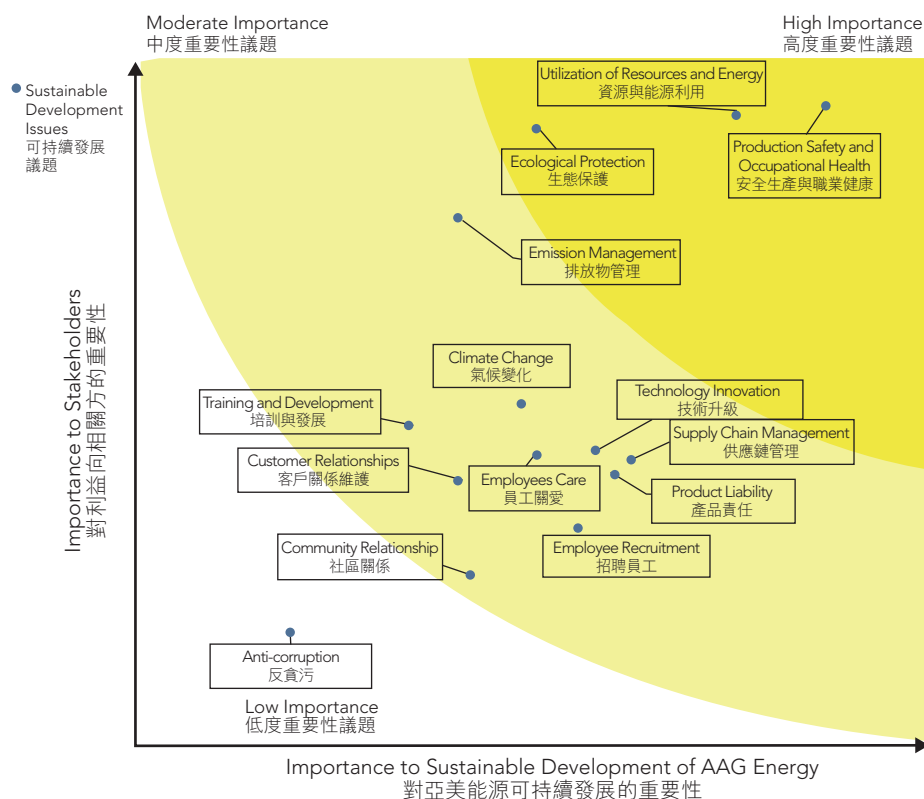 Moderate Importance
中度重要性議題
High Importance
高度重要性議題
Sustainable
Development
Issues
可持續發展
議題
Utilization of Resources and Energy
資源與能源利用
Ecological Protection
生態保護
Production Safety and
Occupational Health
安全生產與職業健康
Emission Management
排放物管理
Climate Change
氣候變化
Training and Development
培訓與發展
Technology Innovation
技術升級
Supply Chain Management
供應鏈管理
Customer Relationships
客戶關係維護
Employees Care
員工關愛
Product Liability
產品責任
Community Relationship
社區關係
Employee Recruitment
招聘員工
Anti-corruption
反貪污
Low Importance
低度重要性議題
Importance to Stakeholders
對利益向相關方的重要性
Importance to Sustainable Development of AAG Energy
對亞美能源可持續發展的重要性